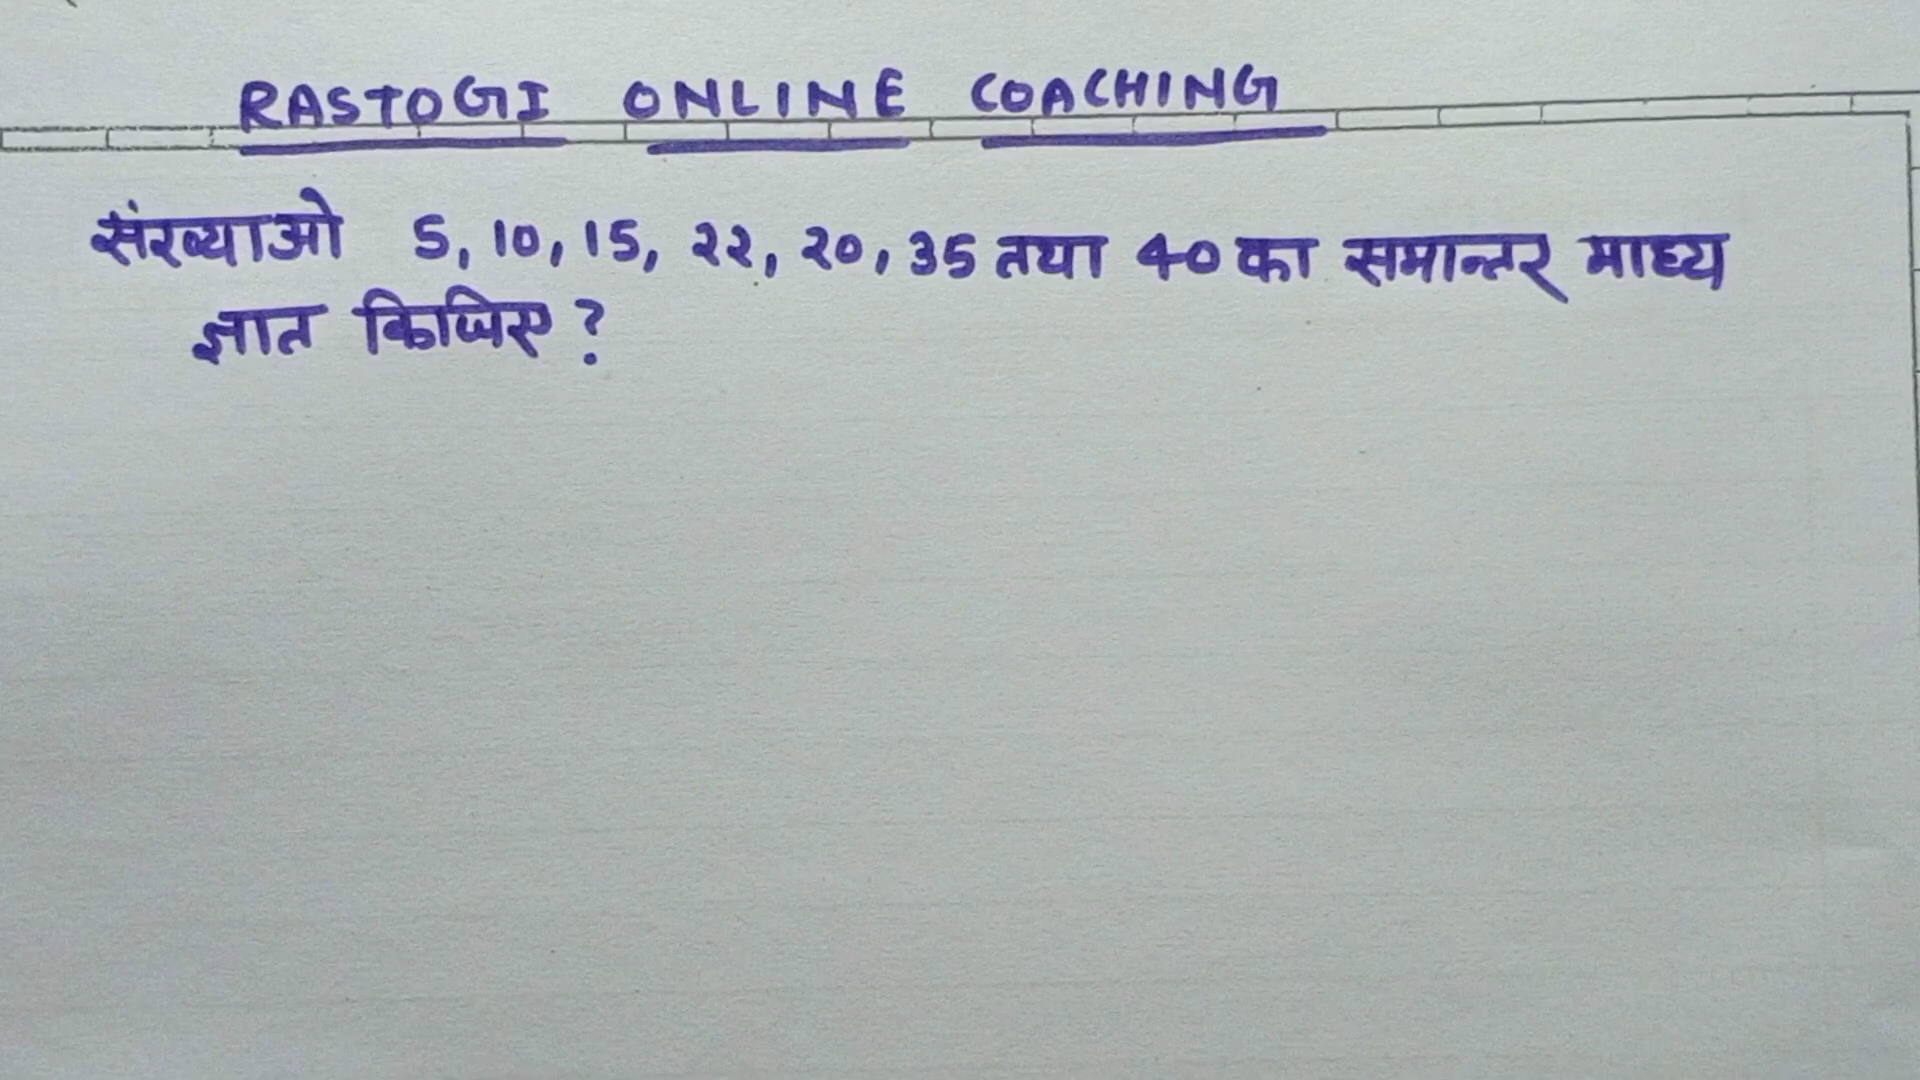 RASTOGI ONLINE COACHING
संख्याओ 5, 10, 15, 22, 20, 35 तथा 40 का समान्तर माध्य
ज्ञात किजिए ?